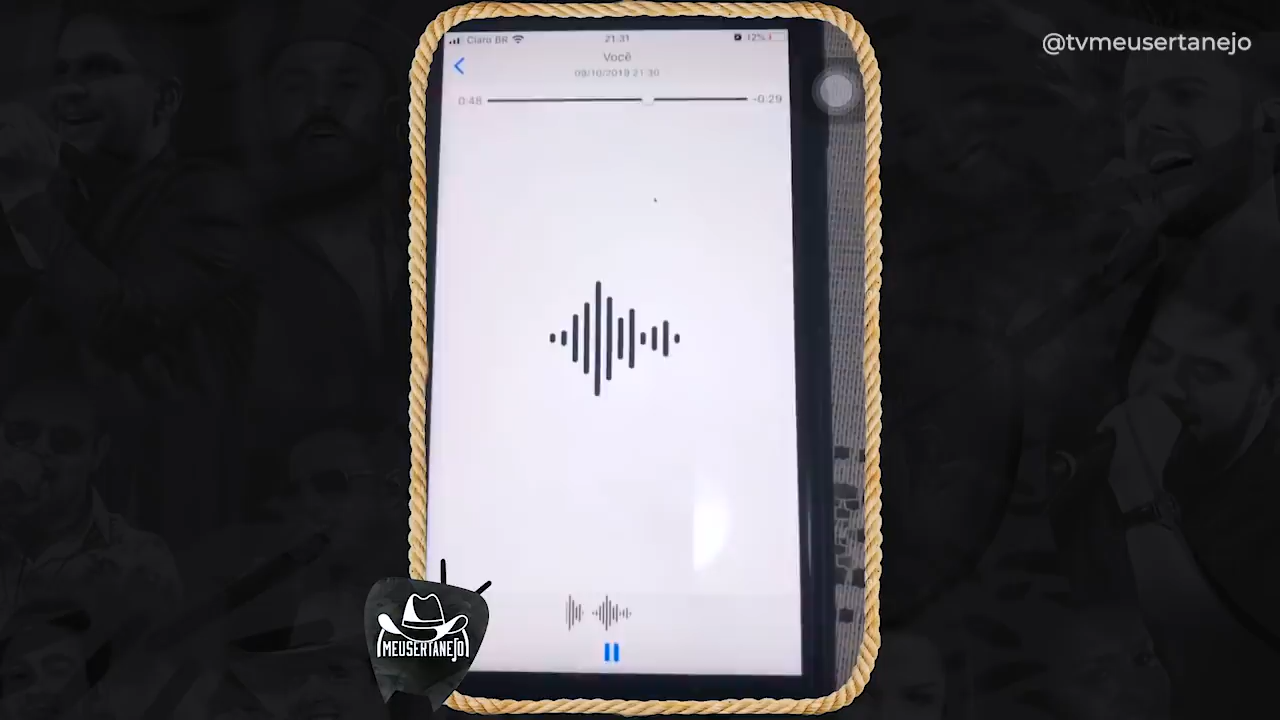 @tvmeusertanejo
Claro BR 21:31 12%
Você
09/10/2019 21:30
0:48 -0:29
MEUSERTANEJO